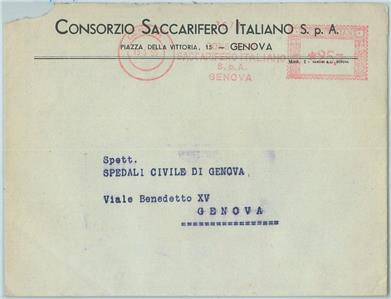 CONSORZIO SACCARIFERO ITALIANO S. p. A.
PIAZZA DELLA VITTORIA, 15 — GENOVA
SACCARIFERO ITALIANO
S. p. A.
GENOVA
Spett.
SPEDALI CIVILE DI GENOVA
Viale Benedetto XV
GENOVA